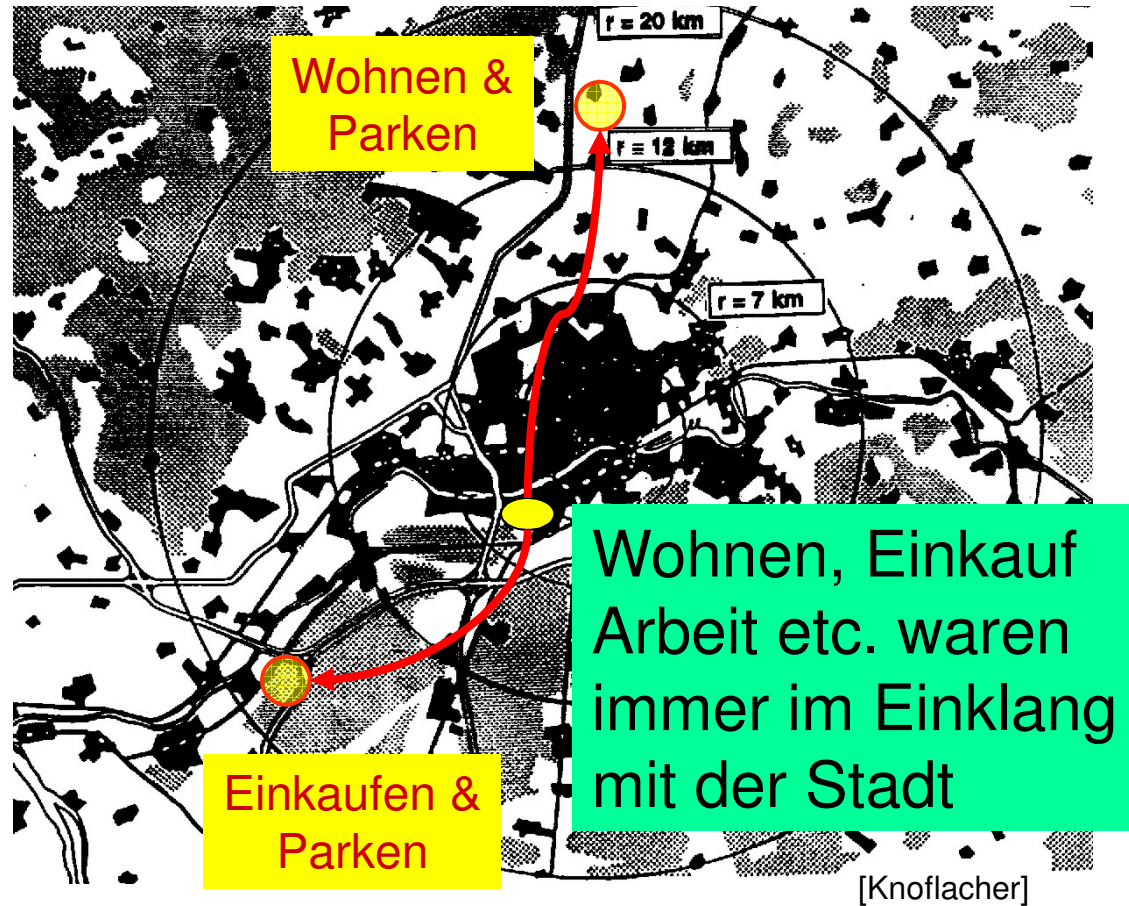 r = 20 km
Wohnen &
Parken
r = 12 km
r = 7 km
Wohnen, Einkauf
Arbeit etc. waren
immer im Einklang
mit der Stadt
Einkaufen &
Parken
[Knoflacher]